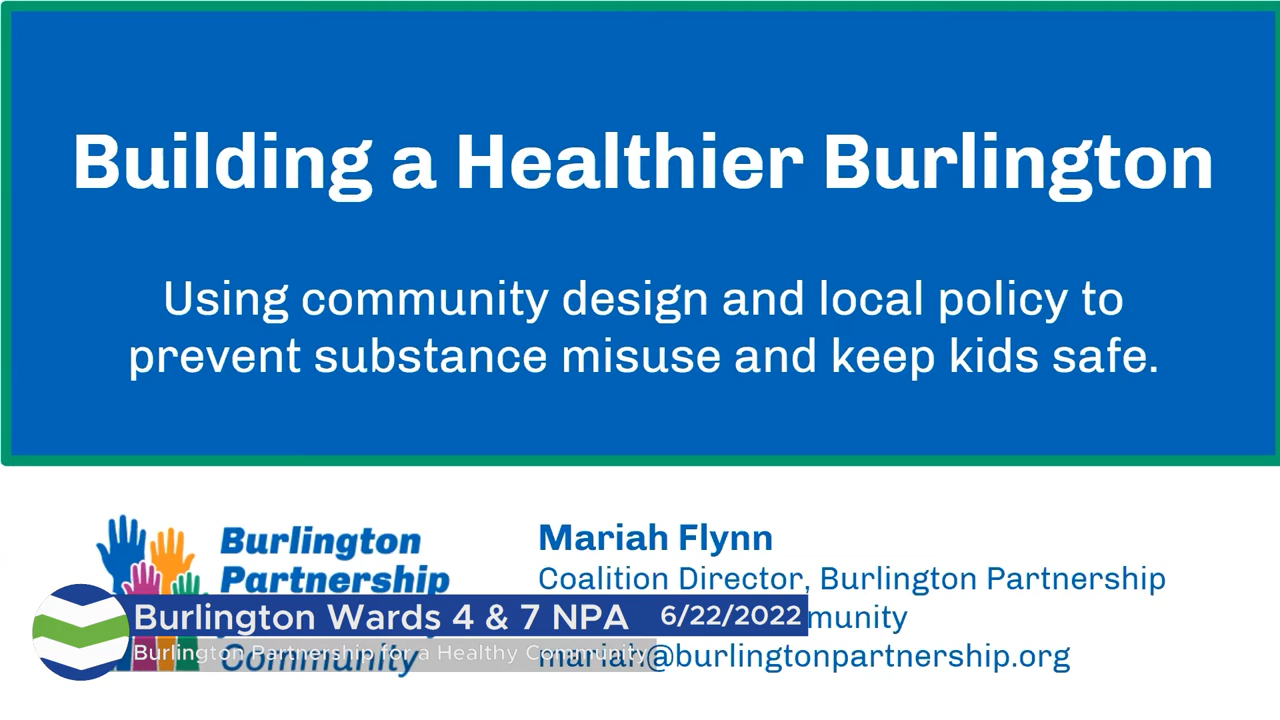 Building a Healthier Burlington
Using community design and local policy to
prevent substance misuse and keep kids safe.
Burlington
Partnership
Community
Mariah Flynn
Coalition Director, Burlington Partnership
munity
mariah@burlingtonpartnership.org
Burlington Wards 4 & 7 NPA 6/22/2022
Burlington Partnership for a Healthy Community